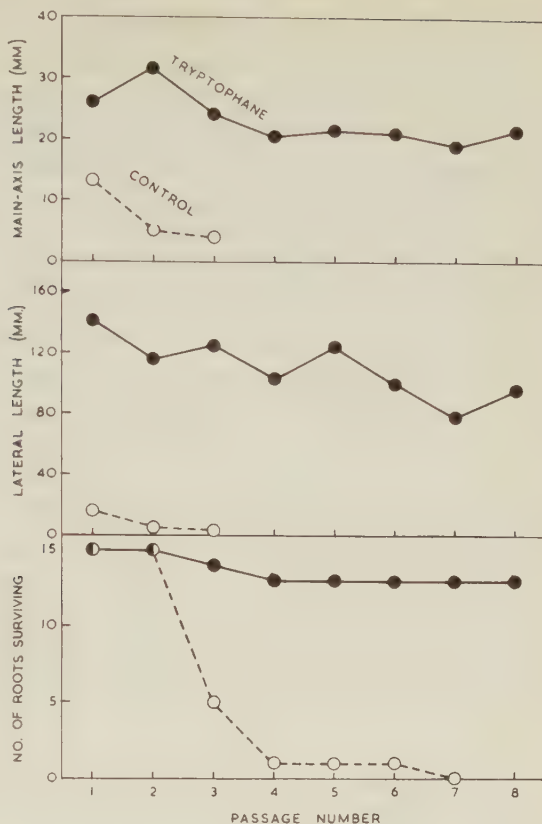 MAIN-AXIS LENGTH (MM)
40
30
20
10
0
TRYPTOPHANE
CONTROL
LATERAL LENGTH (MM.)
160
120
80
40
0
NO. OF ROOTS SURVIVING
15
10
5
0
1 2 3 4 5 6 7 8
PASSAGE NUMBER